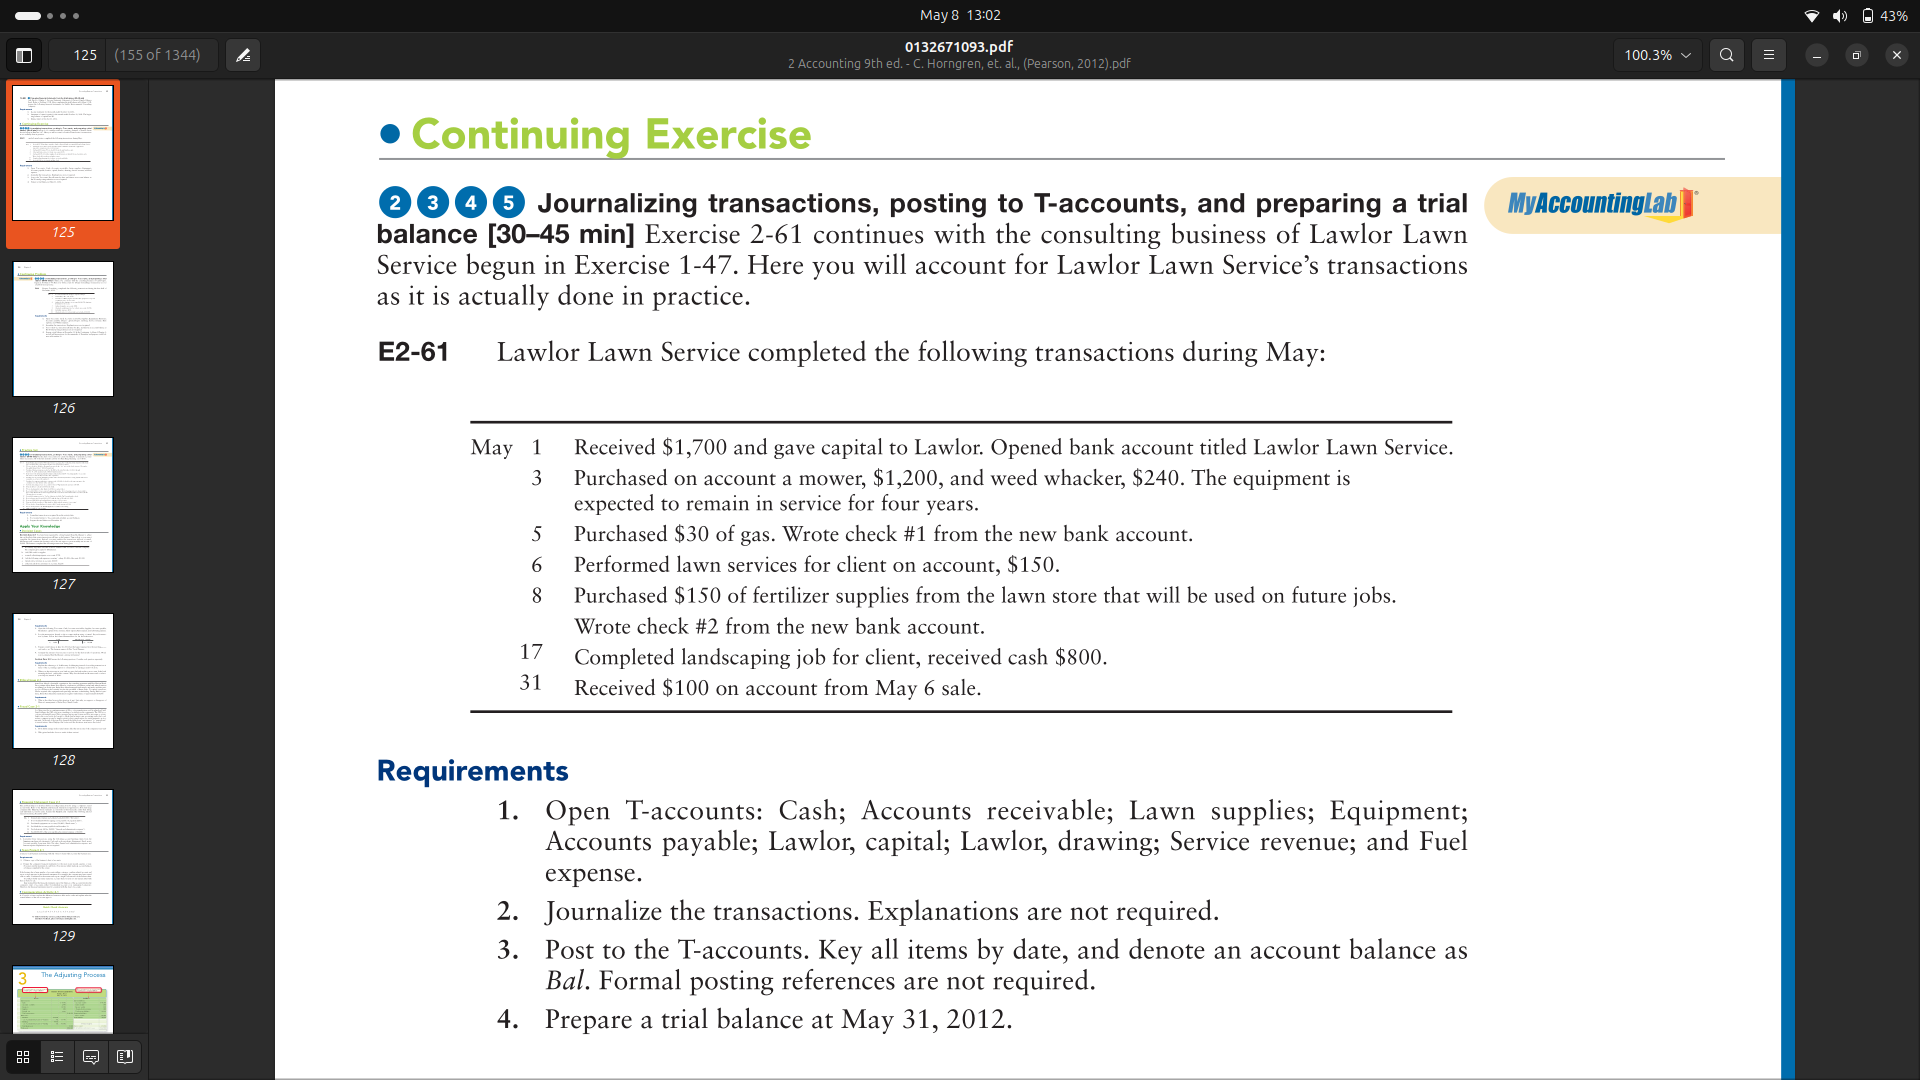 May 8 13:02
43%
125 (155 of 1344)
0132671093.pdf
2 Accounting 9th ed. - C. Horngren, et. al., (Pearson, 2012).pdf
100.3%
125
126
127
128
129
3 The Adjusting Process
• Continuing Exercise
2 3 4 5 Journalizing transactions, posting to T-accounts, and preparing a trial
balance [30–45 min] Exercise 2-61 continues with the consulting business of Lawlor Lawn
Service begun in Exercise 1-47. Here you will account for Lawlor Lawn Service’s transactions
as it is actually done in practice.
MyAccountingLab
E2-61 Lawlor Lawn Service completed the following transactions during May:
May 1 Received $1,700 and gave capital to Lawlor. Opened bank account titled Lawlor Lawn Service.
3 Purchased on account a mower, $1,200, and weed whacker, $240. The equipment is
expected to remain in service for four years.
5 Purchased $30 of gas. Wrote check #1 from the new bank account.
6 Performed lawn services for client on account, $150.
8 Purchased $150 of fertilizer supplies from the lawn store that will be used on future jobs.
Wrote check #2 from the new bank account.
17 Completed landscaping job for client, received cash $800.
31 Received $100 on account from May 6 sale.
Requirements
1. Open T-accounts: Cash; Accounts receivable; Lawn supplies; Equipment;
Accounts payable; Lawlor, capital; Lawlor, drawing; Service revenue; and Fuel
expense.
2. Journalize the transactions. Explanations are not required.
3. Post to the T-accounts. Key all items by date, and denote an account balance as
Bal. Formal posting references are not required.
4. Prepare a trial balance at May 31, 2012.